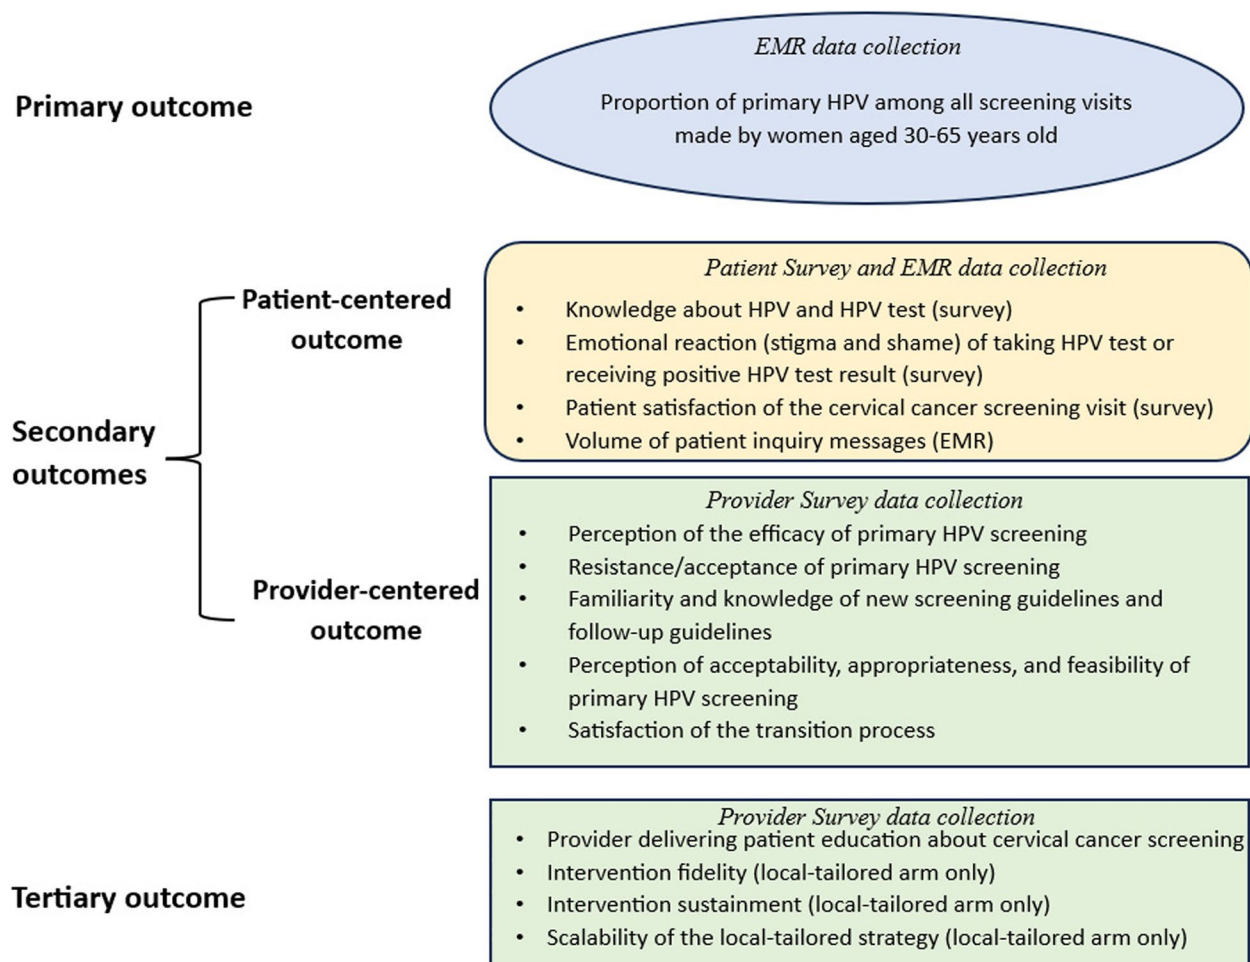 EMR data collection
Primary outcome
Proportion of primary HPV among all screening visits
made by women aged 30-65 years old
Secondary
outcomes
Patient-centered
outcome
Patient Survey and EMR data collection
• Knowledge about HPV and HPV test (survey)
• Emotional reaction (stigma and shame) of taking HPV test or
receiving positive HPV test result (survey)
• Patient satisfaction of the cervical cancer screening visit (survey)
• Volume of patient inquiry messages (EMR)
Provider-centered
outcome
Provider Survey data collection
• Perception of the efficacy of primary HPV screening
• Resistance/acceptance of primary HPV screening
• Familiarity and knowledge of new screening guidelines and
follow-up guidelines
• Perception of acceptability, appropriateness, and feasibility of
primary HPV screening
• Satisfaction of the transition process
Tertiary outcome
Provider Survey data collection
• Provider delivering patient education about cervical cancer screening
• Intervention fidelity (local-tailored arm only)
• Intervention sustainment (local-tailored arm only)
• Scalability of the local-tailored strategy (local-tailored arm only)